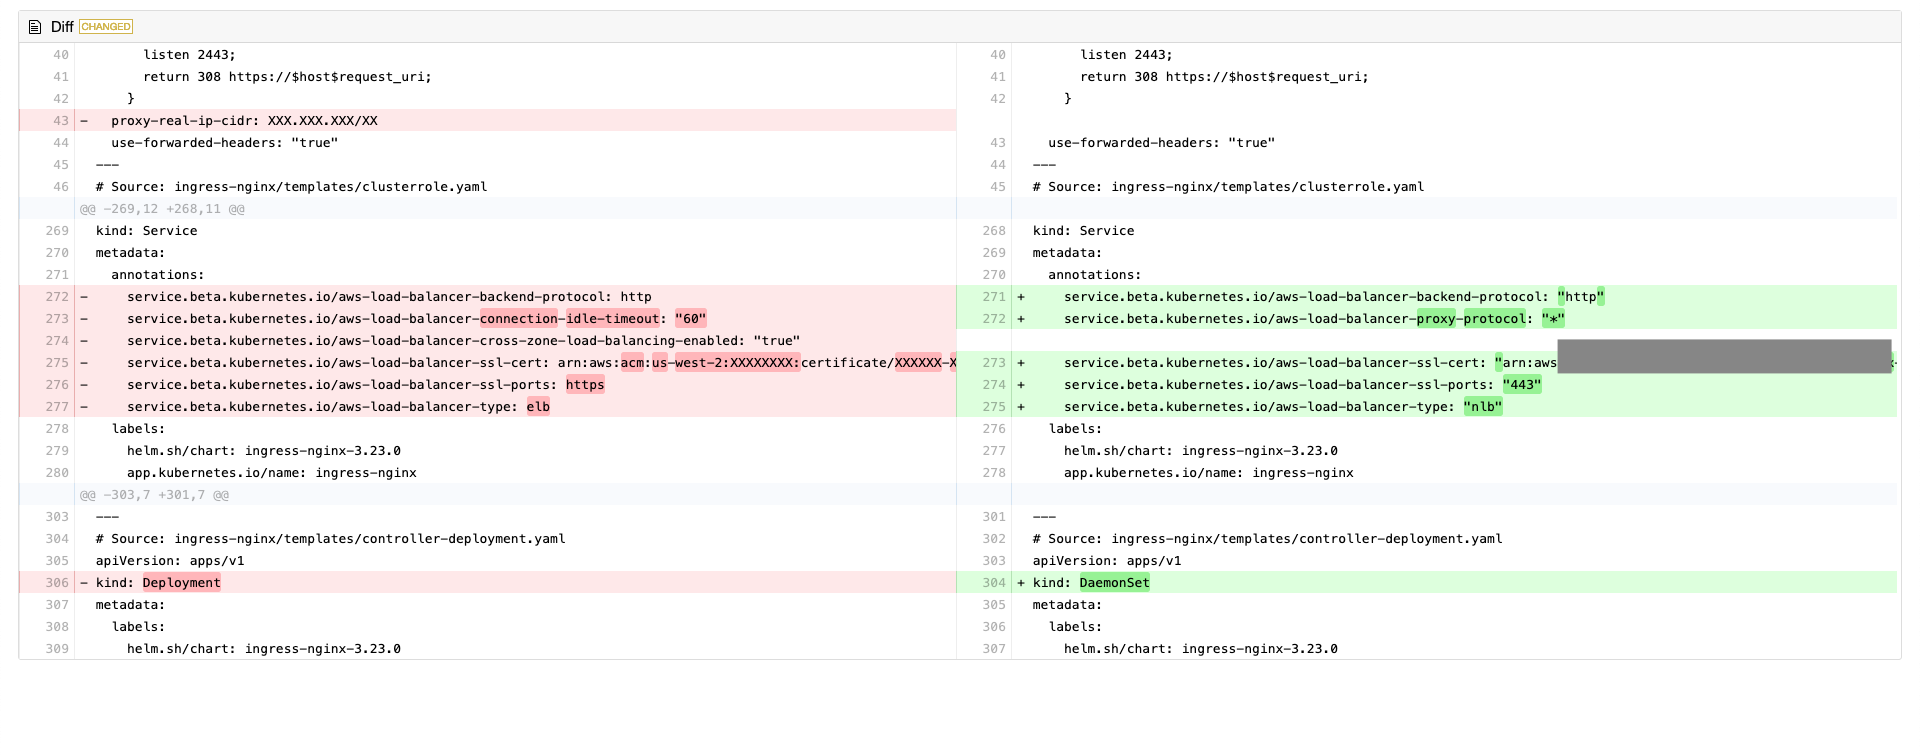 Diff CHANGED
40 listen 2443;
41 return 308 https://$host$request_uri;
42 }
43 - proxy-real-ip-cidr: XXX.XXX.XXX/XX
44 use-forwarded-headers: "true"
45 ---
46 # Source: ingress-nginx/templates/clusterrole.yaml
@@ -269,12 +268,11 @@
269 kind: Service
270 metadata:
271 annotations:
272 - service.beta.kubernetes.io/aws-load-balancer-backend-protocol: http
273 - service.beta.kubernetes.io/aws-load-balancer-connection-idle-timeout: "60"
274 - service.beta.kubernetes.io/aws-load-balancer-cross-zone-load-balancing-enabled: "true"
275 - service.beta.kubernetes.io/aws-load-balancer-ssl-cert: arn:aws:acm:us-west-2:XXXXXXXX:certificate/XXXXXX-X
276 - service.beta.kubernetes.io/aws-load-balancer-ssl-ports: https
277 - service.beta.kubernetes.io/aws-load-balancer-type: elb
278 labels:
279 helm.sh/chart: ingress-nginx-3.23.0
280 app.kubernetes.io/name: ingress-nginx
@@ -303,7 +301,7 @@
303 ---
304 # Source: ingress-nginx/templates/controller-deployment.yaml
305 apiVersion: apps/v1
306 - kind: Deployment
307 metadata:
308 labels:
309 helm.sh/chart: ingress-nginx-3.23.0
40 listen 2443;
41 return 308 https://$host$request_uri;
42 }
43 use-forwarded-headers: "true"
44 ---
45 # Source: ingress-nginx/templates/clusterrole.yaml
268 kind: Service
269 metadata:
270 annotations:
271 + service.beta.kubernetes.io/aws-load-balancer-backend-protocol: "http"
272 + service.beta.kubernetes.io/aws-load-balancer-proxy-protocol: "*"
273 + service.beta.kubernetes.io/aws-load-balancer-ssl-cert: "arn:aws
274 + service.beta.kubernetes.io/aws-load-balancer-ssl-ports: "443"
275 + service.beta.kubernetes.io/aws-load-balancer-type: "nlb"
276 labels:
277 helm.sh/chart: ingress-nginx-3.23.0
278 app.kubernetes.io/name: ingress-nginx
301 ---
302 # Source: ingress-nginx/templates/controller-deployment.yaml
303 apiVersion: apps/v1
304 + kind: DaemonSet
305 metadata:
306 labels:
307 helm.sh/chart: ingress-nginx-3.23.0